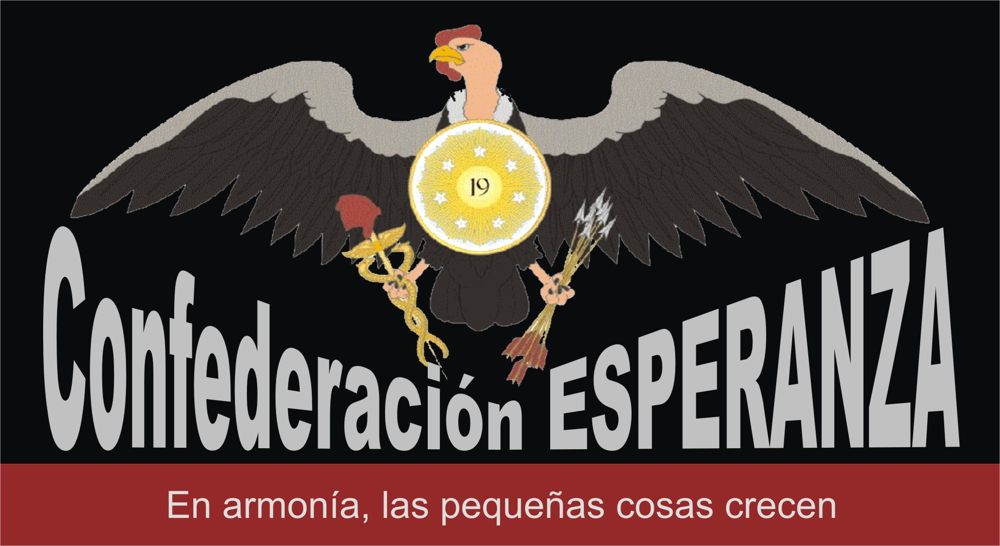 19
Confederación ESPERANZA
En armonía, las pequeñas cosas crecen